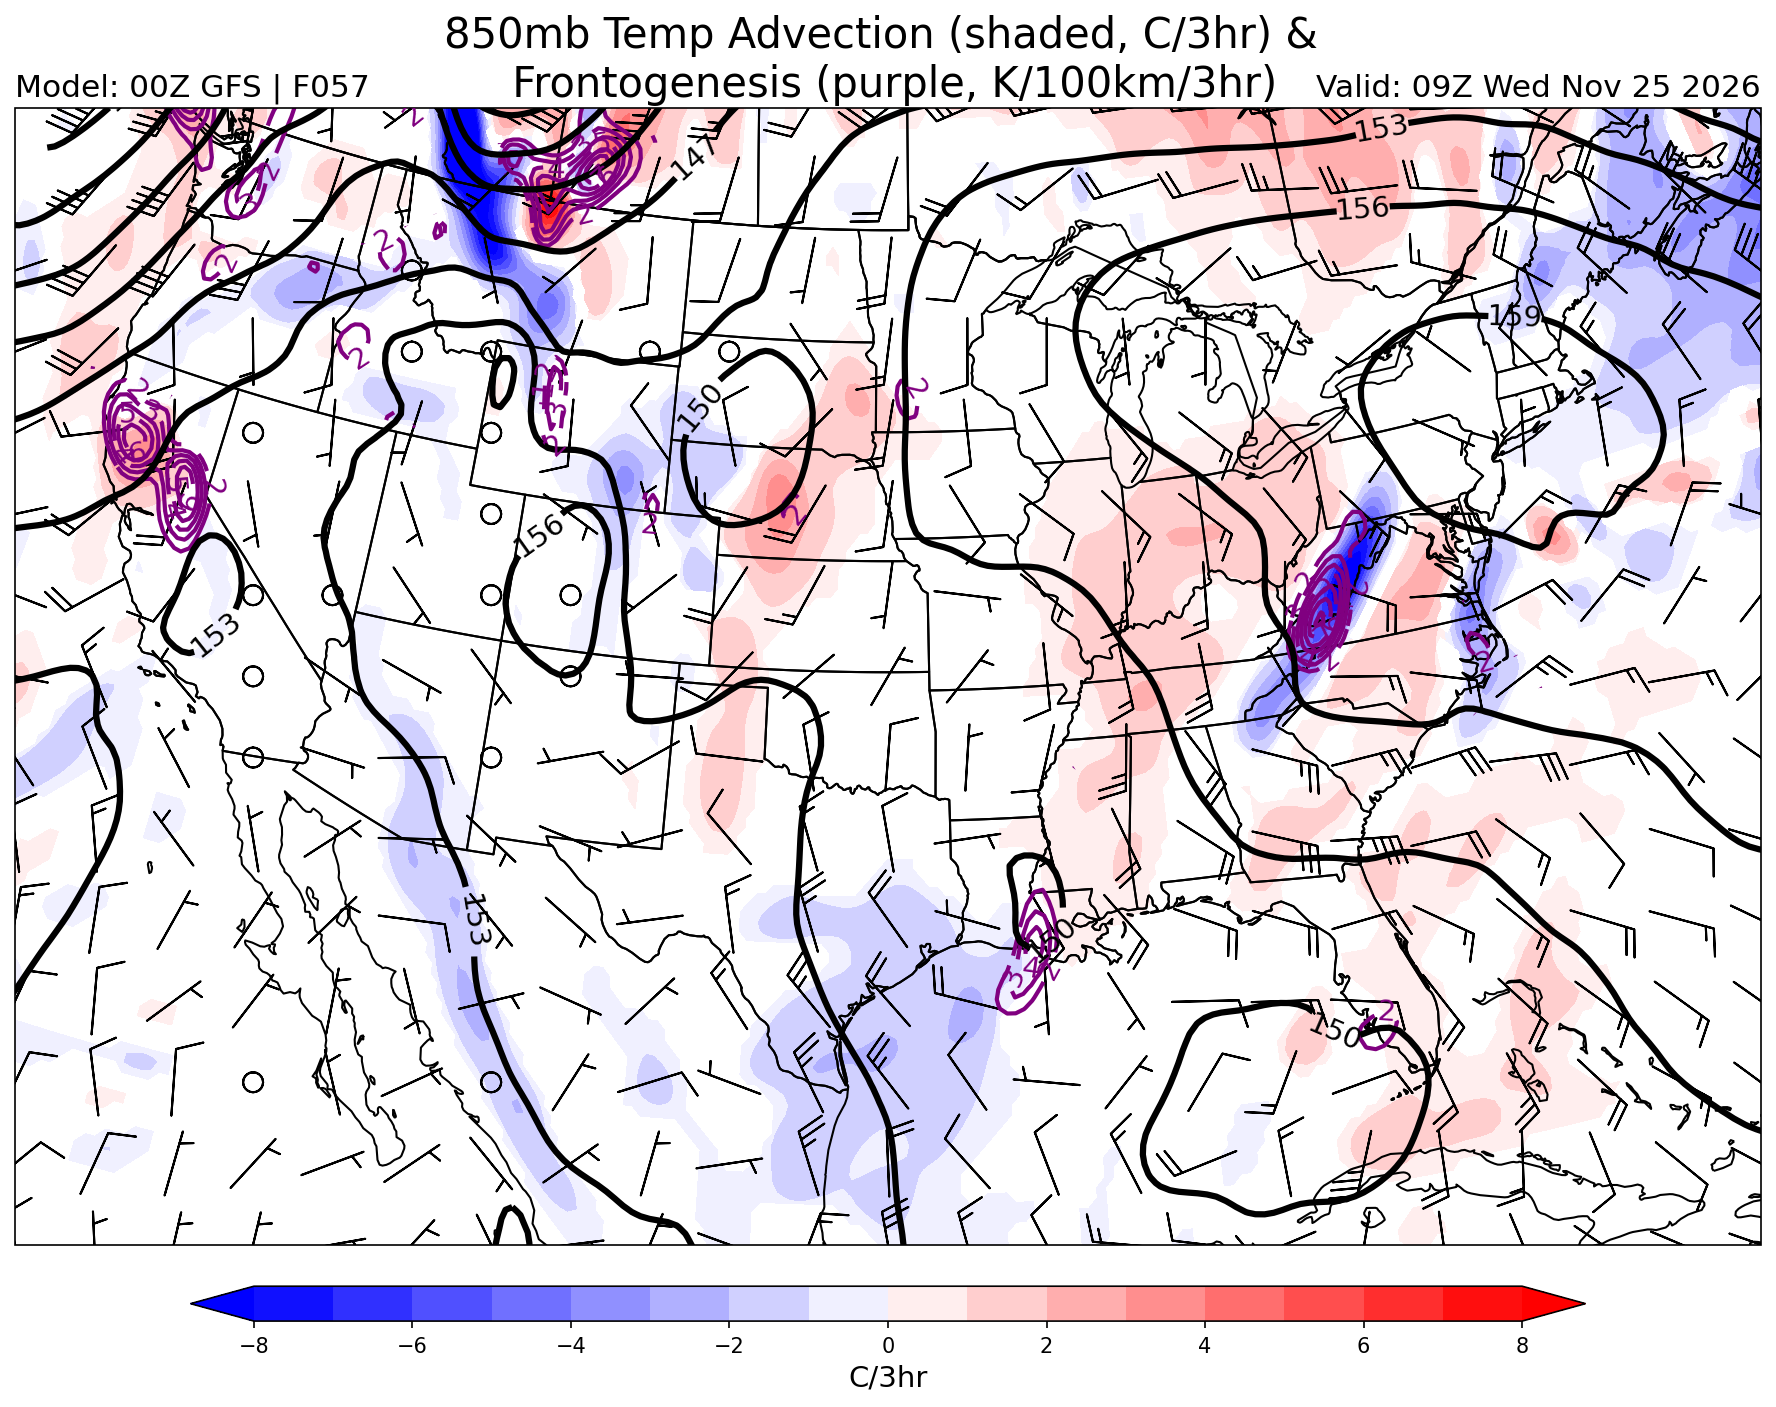 850mb Temp Advection (shaded, C/3hr) &
Frontogenesis (purple, K/100km/3hr)
Model: 00Z GFS | F057
Valid: 09Z Wed Nov 25 2026
153
147
156
159
150
156
153
153
150
150
−8 −6 −4 −2 0 2 4 6 8
C/3hr